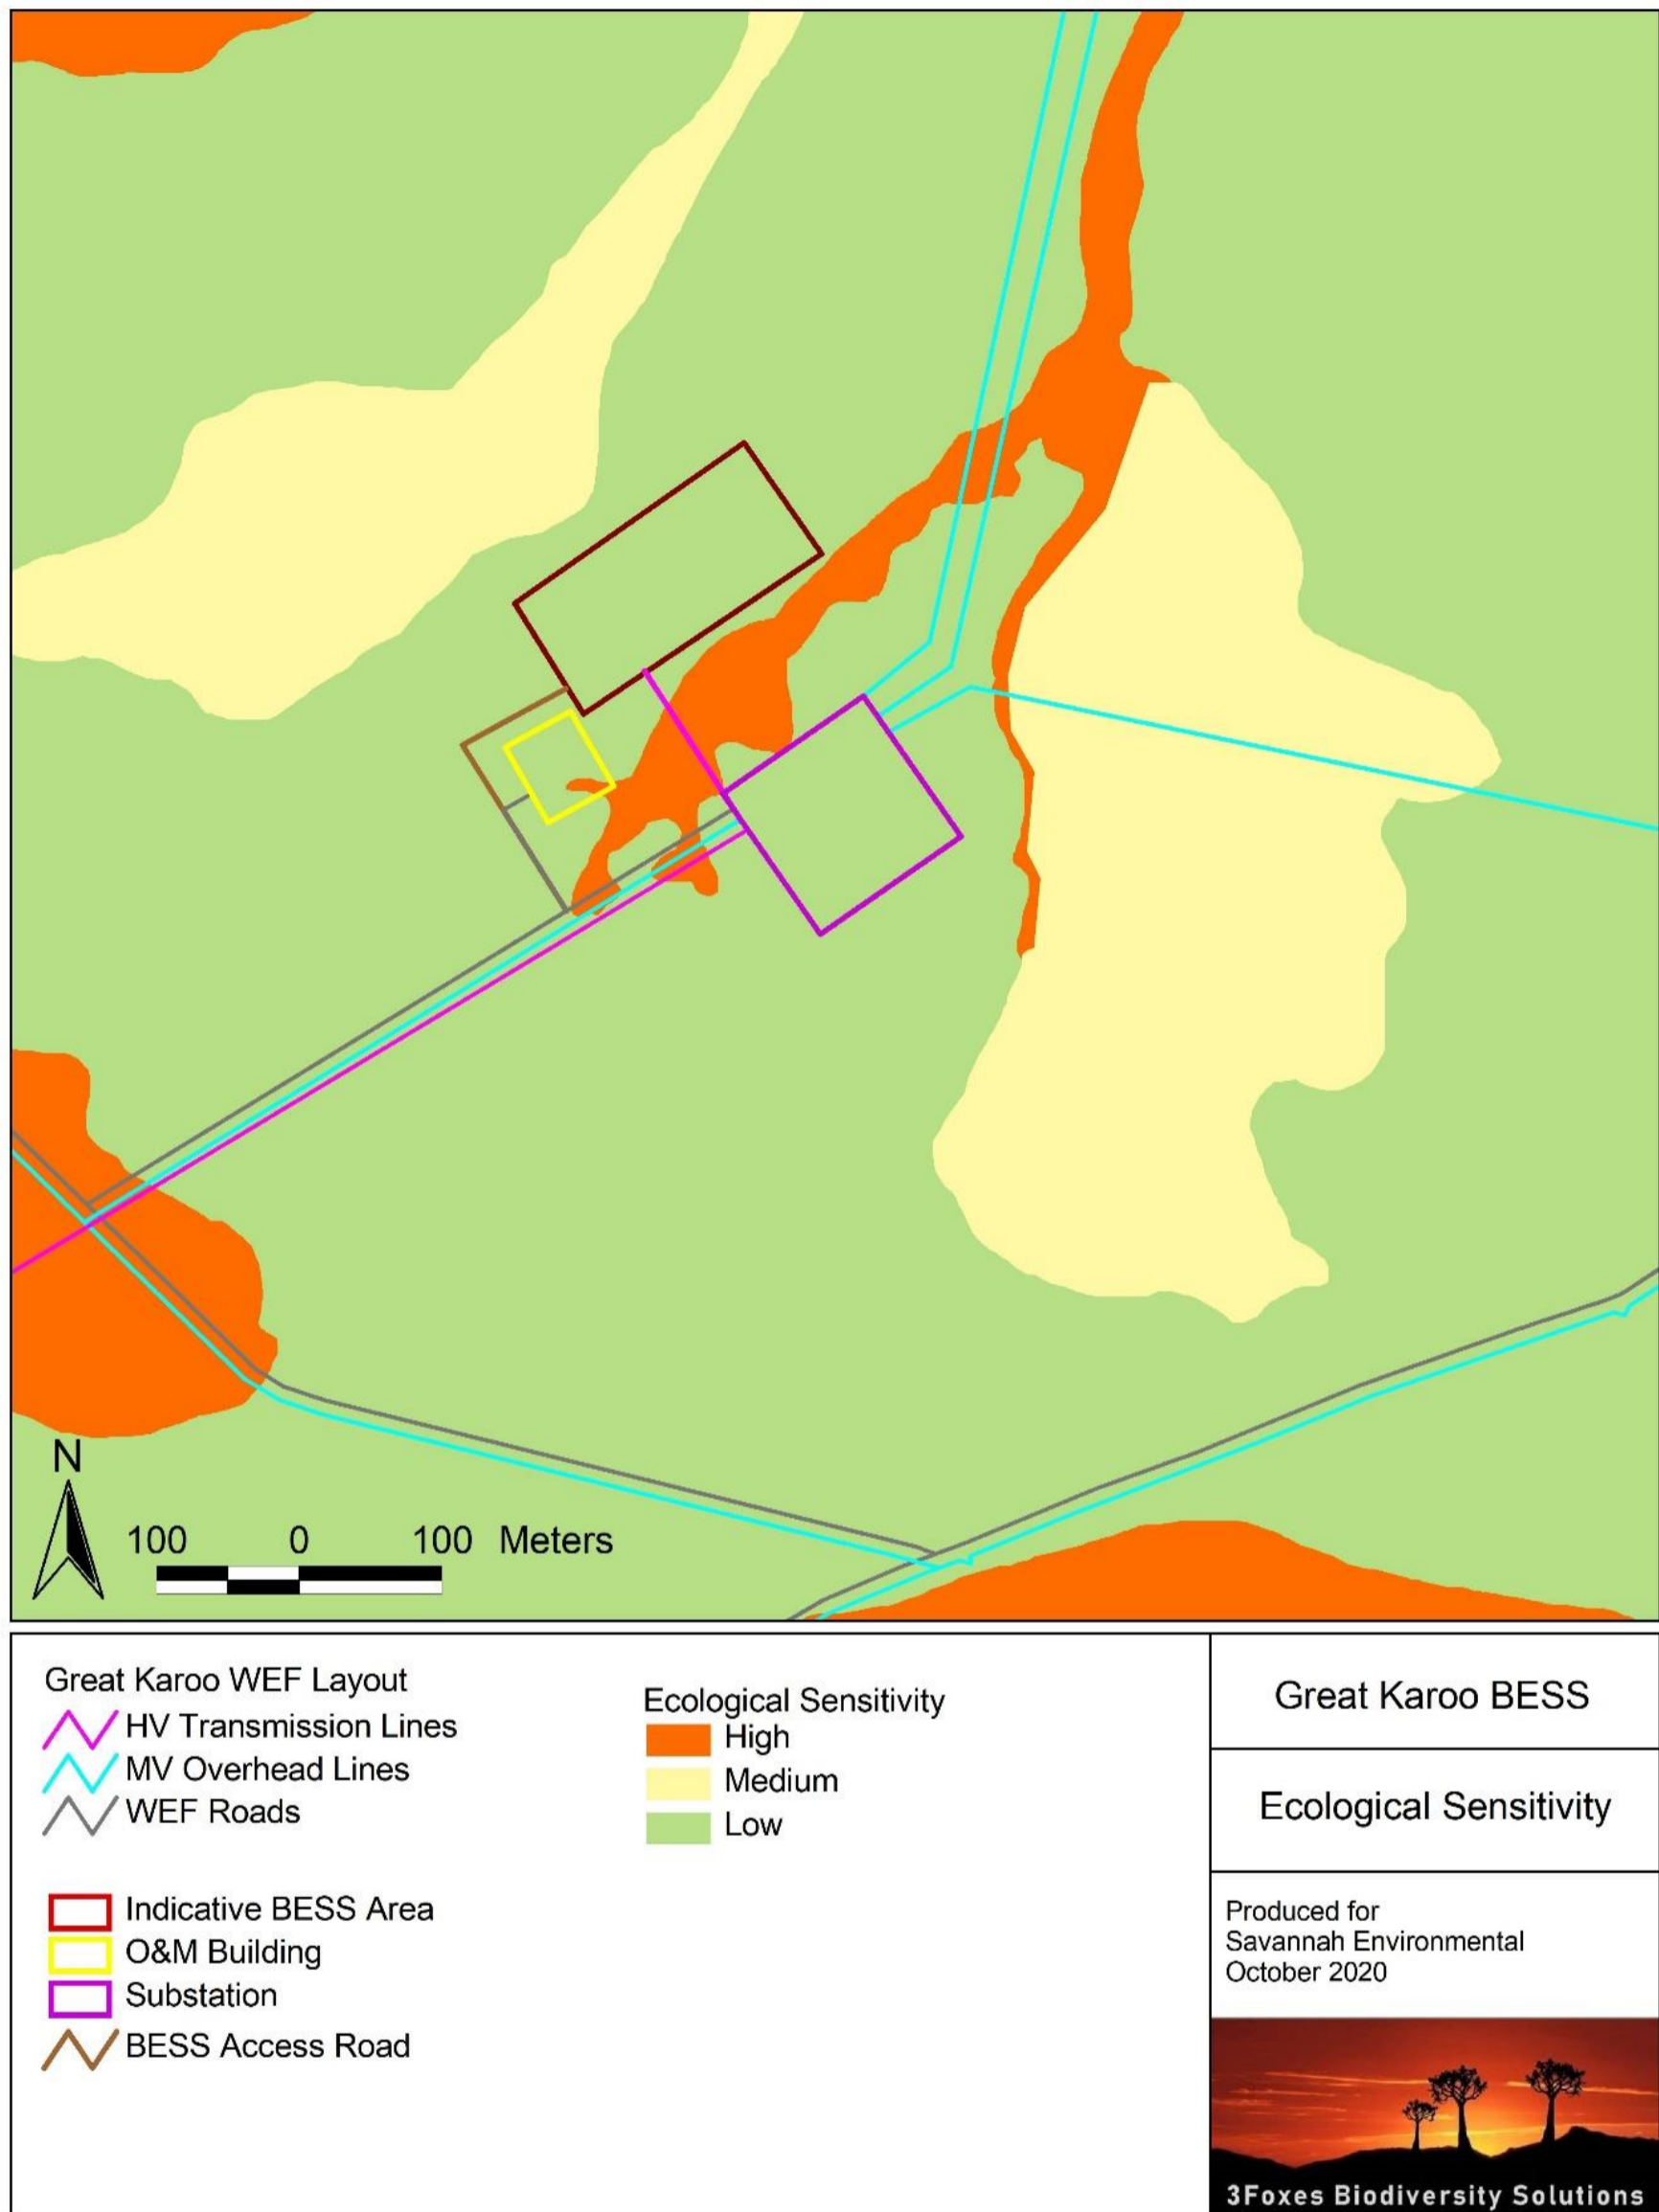 N
100 0 100 Meters
Great Karoo WEF Layout
HV Transmission Lines
MV Overhead Lines
WEF Roads
Indicative BESS Area
O&M Building
Substation
BESS Access Road
Ecological Sensitivity
High
Medium
Low
Great Karoo BESS
Ecological Sensitivity
Produced for
Savannah Environmental
October 2020
3Foxes Biodiversity Solutions